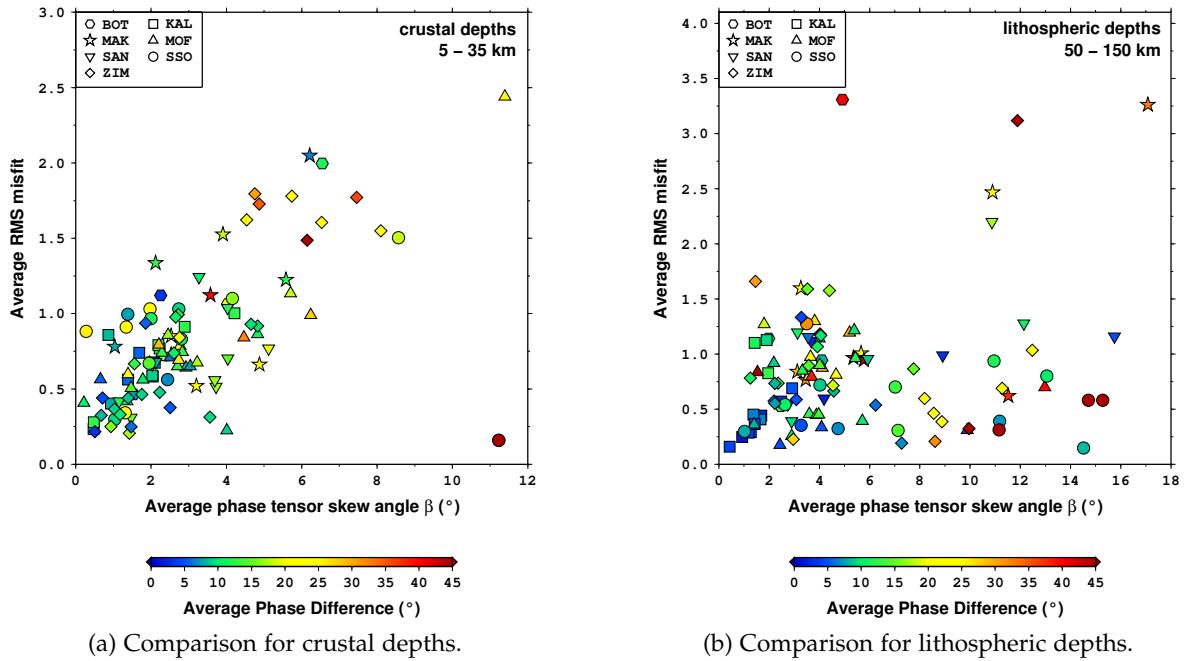 BOT KAL
MAK MOF
SAN SSO
ZIM
crustal depths
5 – 35 km
3.0
2.5
2.0
1.5
1.0
0.5
0.0
Average RMS misfit
0 2 4 6 8 10 12
Average phase tensor skew angle β (°)
0 5 10 15 20 25 30 35 40 45
Average Phase Difference (°)
(a) Comparison for crustal depths.
BOT KAL
MAK MOF
SAN SSO
ZIM
lithospheric depths
50 – 150 km
4.0
3.5
3.0
2.5
2.0
1.5
1.0
0.5
0.0
Average RMS misfit
0 2 4 6 8 10 12 14 16 18
Average phase tensor skew angle β (°)
0 5 10 15 20 25 30 35 40 45
Average Phase Difference (°)
(b) Comparison for lithospheric depths.